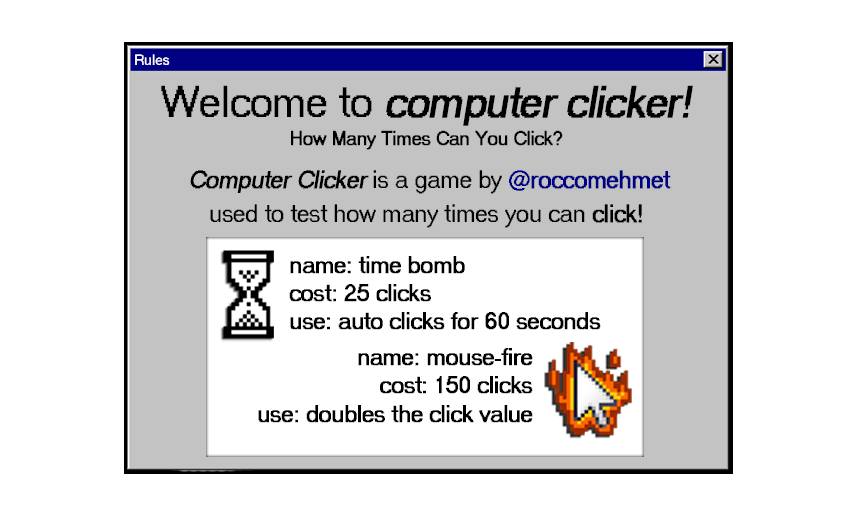 Rules
Welcome to computer clicker!
How Many Times Can You Click?
Computer Clicker is a game by @roccomehmet
used to test how many times you can click!
name: time bomb
cost: 25 clicks
use: auto clicks for 60 seconds
name: mouse-fire
cost: 150 clicks
use: doubles the click value